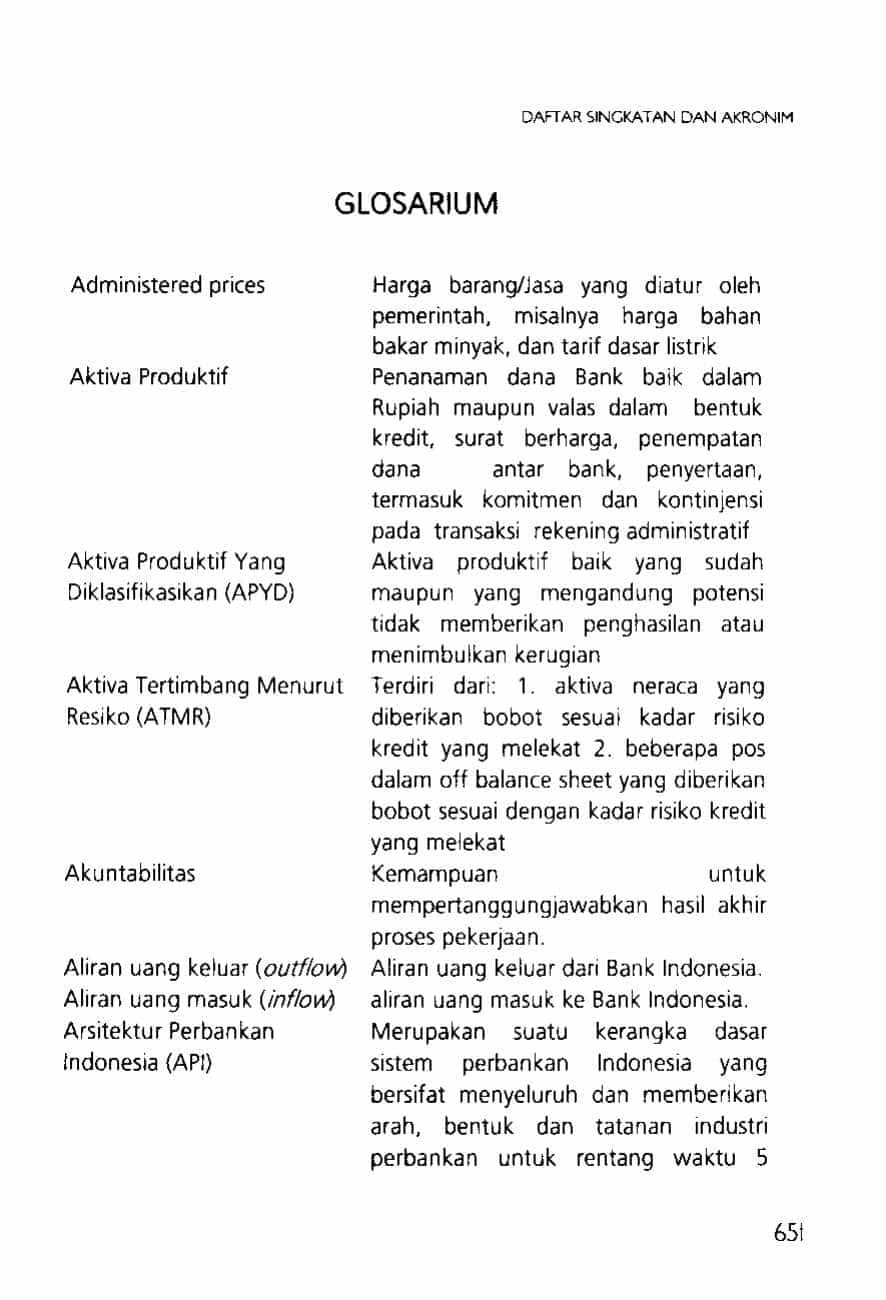 DAFTAR SINGKATAN DAN AKRONIM
GLOSARIUM
Administered prices Harga barang/Jasa yang diatur oleh
pemerintah, misalnya harga bahan
bakar minyak, dan tarif dasar listrik
Aktiva Produktif Penanaman dana Bank baik dalam
Rupiah maupun valas dalam bentuk
kredit, surat berharga, penempatan
dana antar bank, penyertaan,
termasuk komitmen dan kontinjensi
pada transaksi rekening administratif
Aktiva Produktif Yang Aktiva produktif baik yang sudah
Diklasifikasikan (APYD) maupun yang mengandung potensi
tidak memberikan penghasilan atau
menimbulkan kerugian
Aktiva Tertimbang Menurut Terdiri dari: 1. aktiva neraca yang
Resiko (ATMR) diberikan bobot sesuai kadar risiko
kredit yang melekat 2. beberapa pos
dalam off balance sheet yang diberikan
bobot sesuai dengan kadar risiko kredit
yang melekat
Akuntabilitas Kemampuan untuk
mempertanggungjawabkan hasil akhir
proses pekerjaan.
Aliran uang keluar (outflow) Aliran uang keluar dari Bank Indonesia.
Aliran uang masuk (inflow) aliran uang masuk ke Bank Indonesia.
Arsitektur Perbankan Merupakan suatu kerangka dasar
Indonesia (API) sistem perbankan Indonesia yang
bersifat menyeluruh dan memberikan
arah, bentuk dan tatanan industri
perbankan untuk rentang waktu 5
651